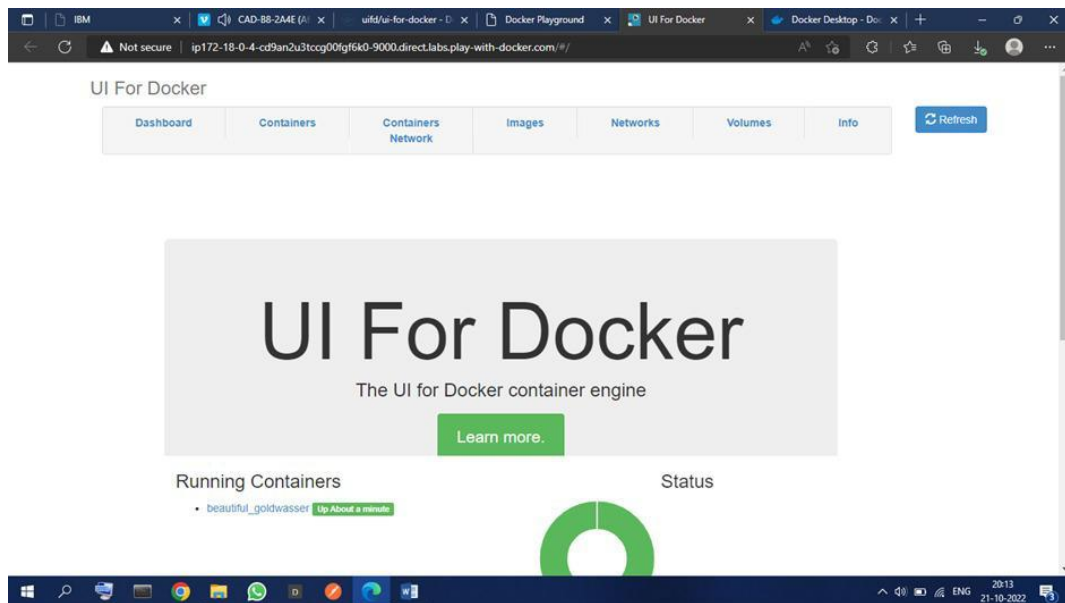 IBM
CAD-BB-2A4E (A
uifd/ui-for-docker - D
Docker Playground
UI For Docker
Docker Desktop - Doc
Not secure
ip172-18-0-4-cd9an2u3tccg00fgf6k0-9000.direct.labs.play-with-docker.com/#/
UI For Docker
Dashboard
Containers
Containers
Network
Images
Networks
Volumes
Info
Refresh
UI For Docker
The UI for Docker container engine
Learn more.
Running Containers
Status
beautiful_goldwasser Up About a minute
ENG
20:13
21-10-2022